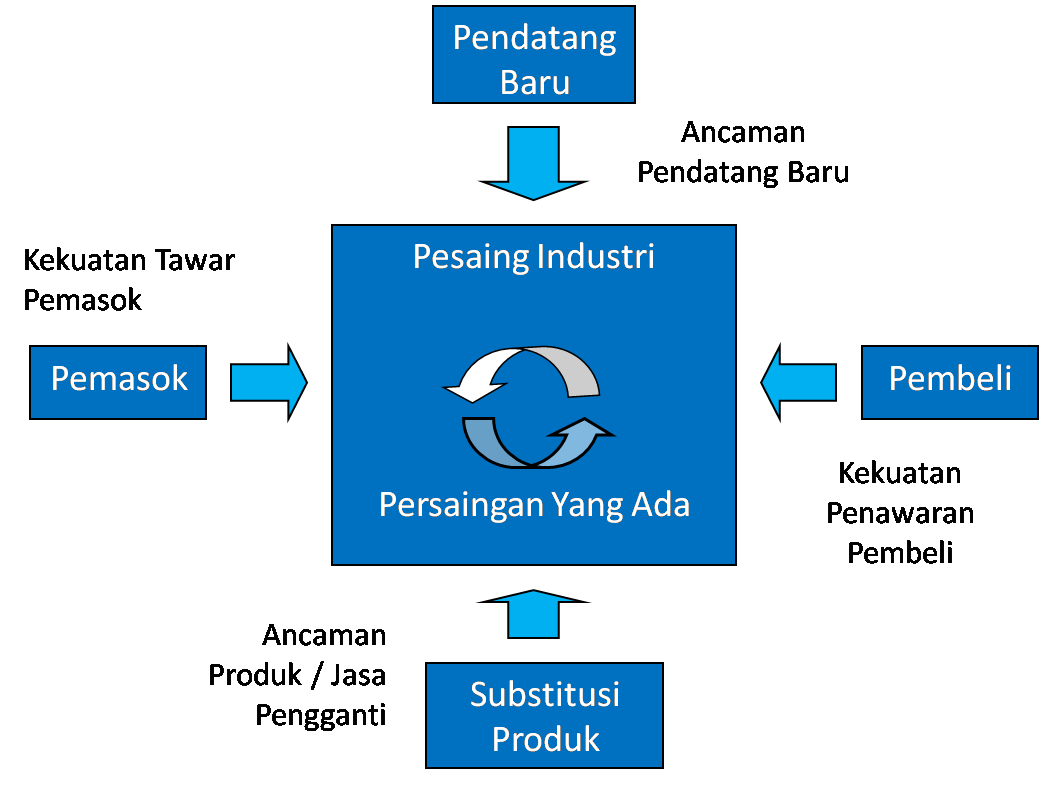 Pendatang
Baru
Ancaman
Pendatang Baru
Pesaing Industri
Kekuatan Tawar
Pemasok
Pemasok
Pembeli
Persaingan Yang Ada
Kekuatan
Penawaran
Pembeli
Ancaman
Produk / Jasa
Pengganti
Substitusi
Produk